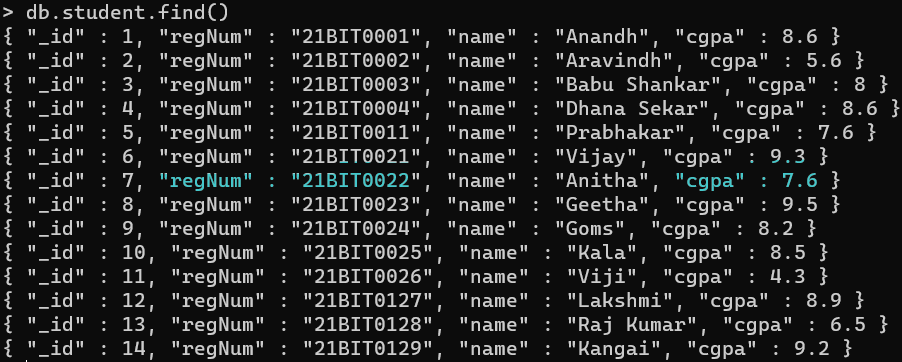 > db.student.find()
{ "_id" : 1, "regNum" : "21BIT0001", "name" : "Anandh", "cgpa" : 8.6 }
{ "_id" : 2, "regNum" : "21BIT0002", "name" : "Aravindh", "cgpa" : 5.6 }
{ "_id" : 3, "regNum" : "21BIT0003", "name" : "Babu Shankar", "cgpa" : 8 }
{ "_id" : 4, "regNum" : "21BIT0004", "name" : "Dhana Sekar", "cgpa" : 8.6 }
{ "_id" : 5, "regNum" : "21BIT0011", "name" : "Prabhakar", "cgpa" : 7.6 }
{ "_id" : 6, "regNum" : "21BIT0021", "name" : "Vijay", "cgpa" : 9.3 }
{ "_id" : 7, "regNum" : "21BIT0022", "name" : "Anitha", "cgpa" : 7.6 }
{ "_id" : 8, "regNum" : "21BIT0023", "name" : "Geetha", "cgpa" : 9.5 }
{ "_id" : 9, "regNum" : "21BIT0024", "name" : "Goms", "cgpa" : 8.2 }
{ "_id" : 10, "regNum" : "21BIT0025", "name" : "Kala", "cgpa" : 8.5 }
{ "_id" : 11, "regNum" : "21BIT0026", "name" : "Viji", "cgpa" : 4.3 }
{ "_id" : 12, "regNum" : "21BIT0127", "name" : "Lakshmi", "cgpa" : 8.9 }
{ "_id" : 13, "regNum" : "21BIT0128", "name" : "Raj Kumar", "cgpa" : 6.5 }
{ "_id" : 14, "regNum" : "21BIT0129", "name" : "Kangai", "cgpa" : 9.2 }